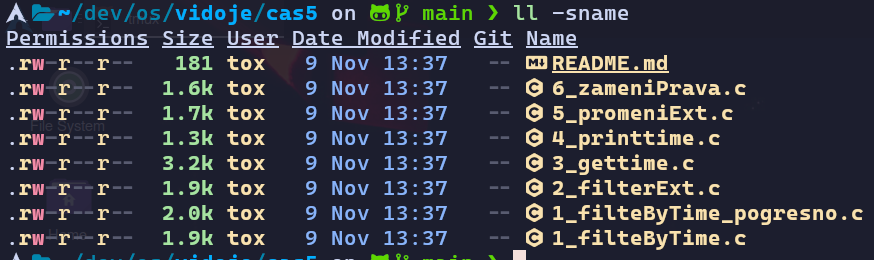 ~/dev/os/vidoje/cas5 on main ❯ ll -sname
Permissions Size User Date Modified Git Name
.rw-r--r-- 181 tox 9 Nov 13:37 -- README.md
.rw-r--r-- 1.6k tox 9 Nov 13:37 -- 6_zameniPrava.c
.rw-r--r-- 1.7k tox 9 Nov 13:37 -- 5_promeniExt.c
.rw-r--r-- 1.3k tox 9 Nov 13:37 -- 4_printtime.c
.rw-r--r-- 3.2k tox 9 Nov 13:37 -- 3_gettime.c
.rw-r--r-- 1.9k tox 9 Nov 13:37 -- 2_filterExt.c
.rw-r--r-- 2.0k tox 9 Nov 13:37 -- 1_filteByTime_pogresno.c
.rw-r--r-- 1.9k tox 9 Nov 13:37 -- 1_filteByTime.c
~/dev/os/vidoje/cas5 on main ❯
File System
Home